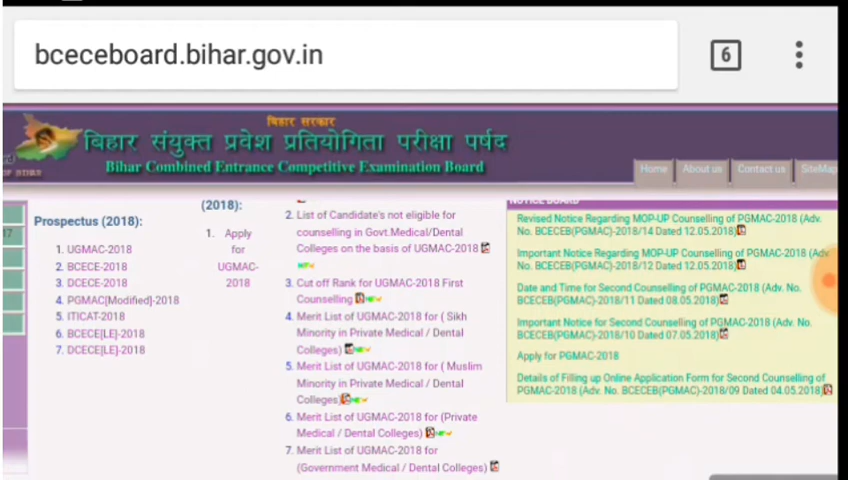 bceceboard.bihar.gov.in
6
बिहार सरकार
बिहार संयुक्त प्रवेश प्रतियोगिता परीक्षा पर्षद
Bihar Combined Entrance Competitive Examination Board
Home
About us
Contact us
SiteMap
17
Prospectus (2018):
1. UGMAC-2018
2. BCECE-2018
3. DCECE-2018
4. PGMAC[Modified]-2018
5. ITICAT-2018
6. BCECE[LE]-2018
7. DCECE[LE]-2018
(2018):
1. Apply
for
UGMAC-
2018
2. List of Candidate's not eligible for
counselling in Govt.Medical/Dental
Colleges on the basis of UGMAC-2018
3. Cut off Rank for UGMAC-2018 First
Counselling
4. Merit List of UGMAC-2018 for ( Sikh
Minority in Private Medical / Dental
Colleges)
5. Merit List of UGMAC-2018 for ( Muslim
Minority in Private Medical / Dental
Colleges)
6. Merit List of UGMAC-2018 for (Private
Medical / Dental Colleges)
7. Merit List of UGMAC-2018 for
(Government Medical / Dental Colleges)
NOTICE BOARD
Revised Notice Regarding MOP-UP Counselling of PGMAC-2018 (Adv.
No. BCECEB(PGMAC)-2018/14 Dated 12.05.2018)
Important Notice Regarding MOP-UP Counselling of PGMAC-2018 (Adv.
No. BCECEB(PGMAC)-2018/12 Dated 12.05.2018)
Date and Time for Second Counselling of PGMAC-2018 (Adv. No.
BCECEB(PGMAC)-2018/11 Dated 08.05.2018)
Important Notice for Second Counselling of PGMAC-2018 (Adv. No.
BCECEB(PGMAC)-2018/10 Dated 07.05.2018)
Apply for PGMAC-2018
Details of Filling up Online Application Form for Second Counselling of
PGMAC-2018 (Adv. No. BCECEB(PGMAC)-2018/09 Dated 04.05.2018)